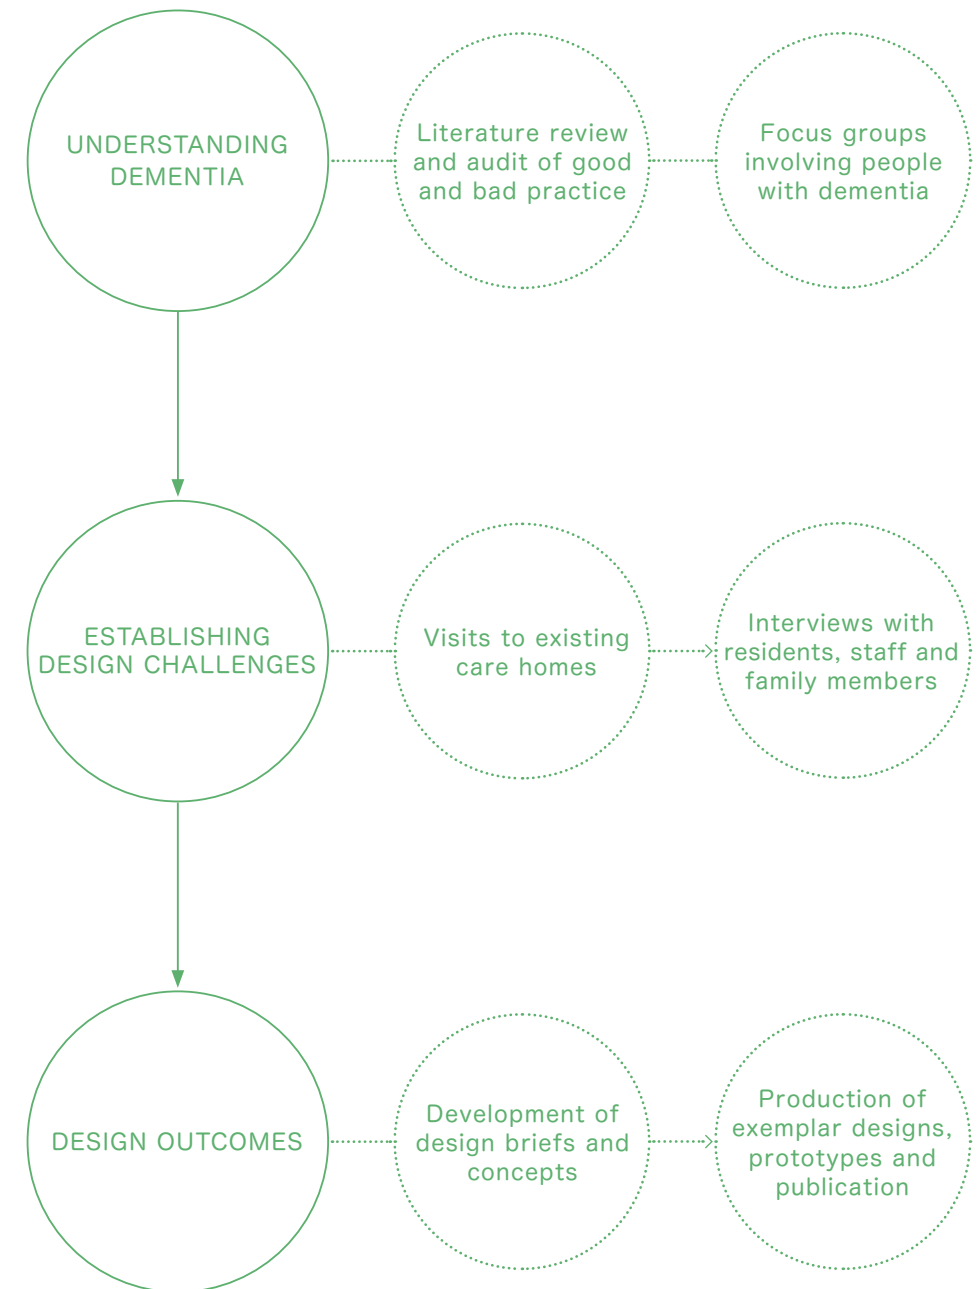 UNDERSTANDING
DEMENTIA
Literature review
and audit of good
and bad practice
Focus groups
involving people
with dementia
ESTABLISHING
DESIGN CHALLENGES
Visits to existing
care homes
Interviews with
residents, staff and
family members
DESIGN OUTCOMES
Development of
design briefs and
concepts
Production of
exemplar designs,
prototypes and
publication